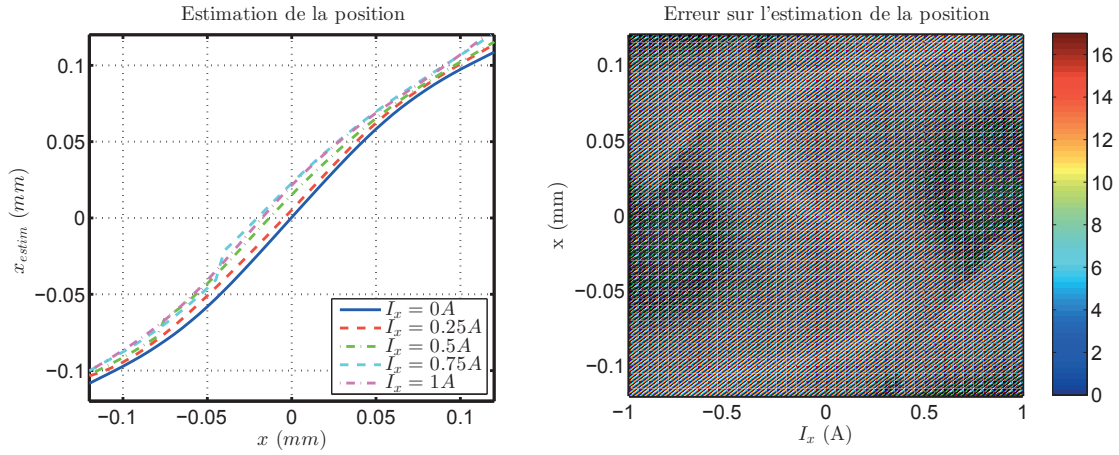 Estimation de la position
0.1
0.05
0
−0.05
−0.1
x_estim (mm)
−0.1 −0.05 0 0.05 0.1
x (mm)
I_x = 0A
I_x = 0.25A
I_x = 0.5A
I_x = 0.75A
I_x = 1A
Erreur sur l'estimation de la position
0.1
0.05
0
−0.05
−0.1
x (mm)
−1 −0.5 0 0.5 1
I_x (A)
16
14
12
10
8
6
4
2
0